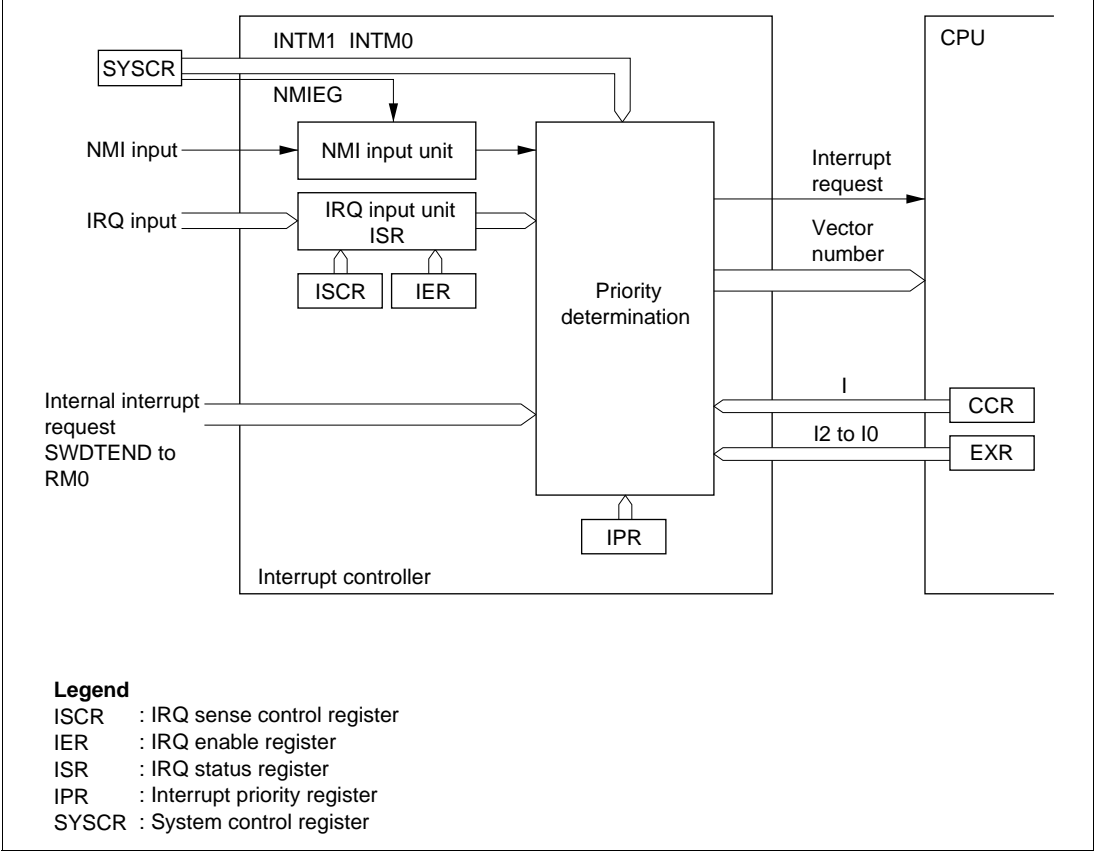 INTM1 INTM0
CPU
SYSCR
NMIEG
NMI input
NMI input unit
Interrupt
request
IRQ input
IRQ input unit
ISR
Vector
number
ISCR
IER
Priority
determination
Internal interrupt
request
SWDTEND to
RM0
I
CCR
I2 to I0
EXR
IPR
Interrupt controller
Legend
ISCR : IRQ sense control register
IER : IRQ enable register
ISR : IRQ status register
IPR : Interrupt priority register
SYSCR : System control register